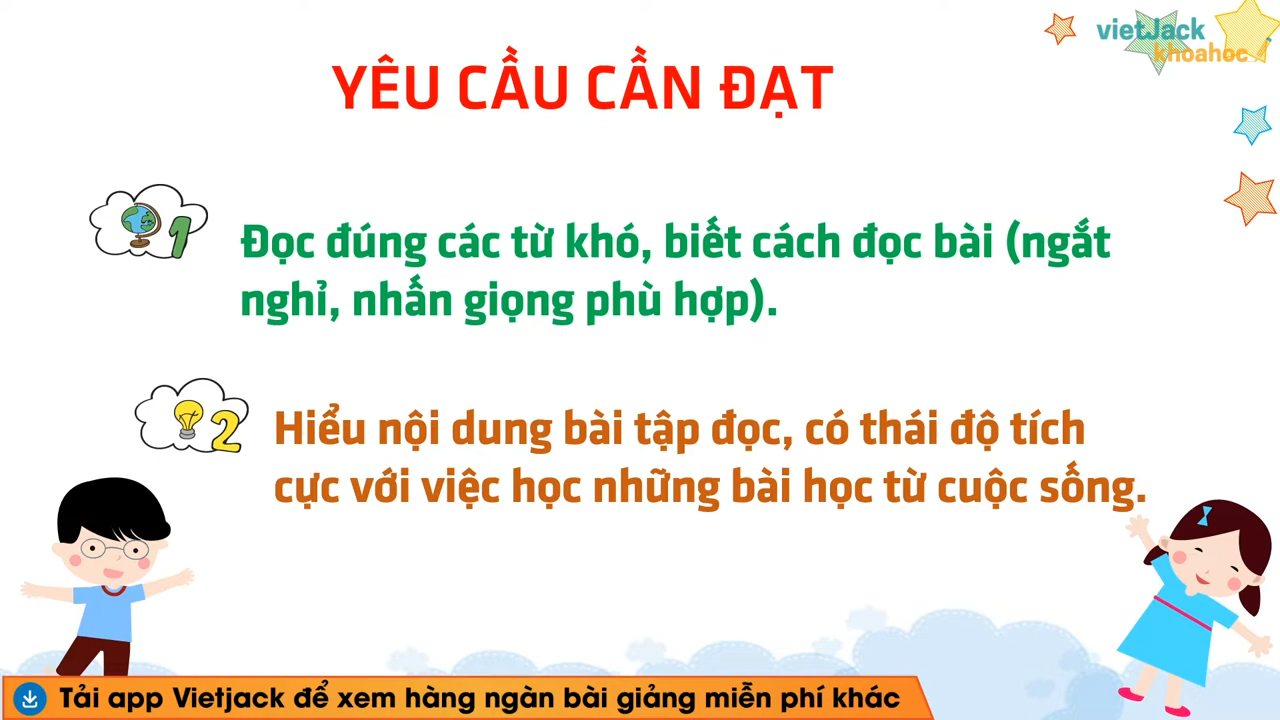 vietJack
khoahoc
YÊU CẦU CẦN ĐẠT
1
Đọc đúng các từ khó, biết cách đọc bài (ngắt
nghỉ, nhấn giọng phù hợp).
2
Hiểu nội dung bài tập đọc, có thái độ tích
cực với việc học những bài học từ cuộc sống.
Tải app Vietjack để xem hàng ngàn bài giảng miễn phí khác